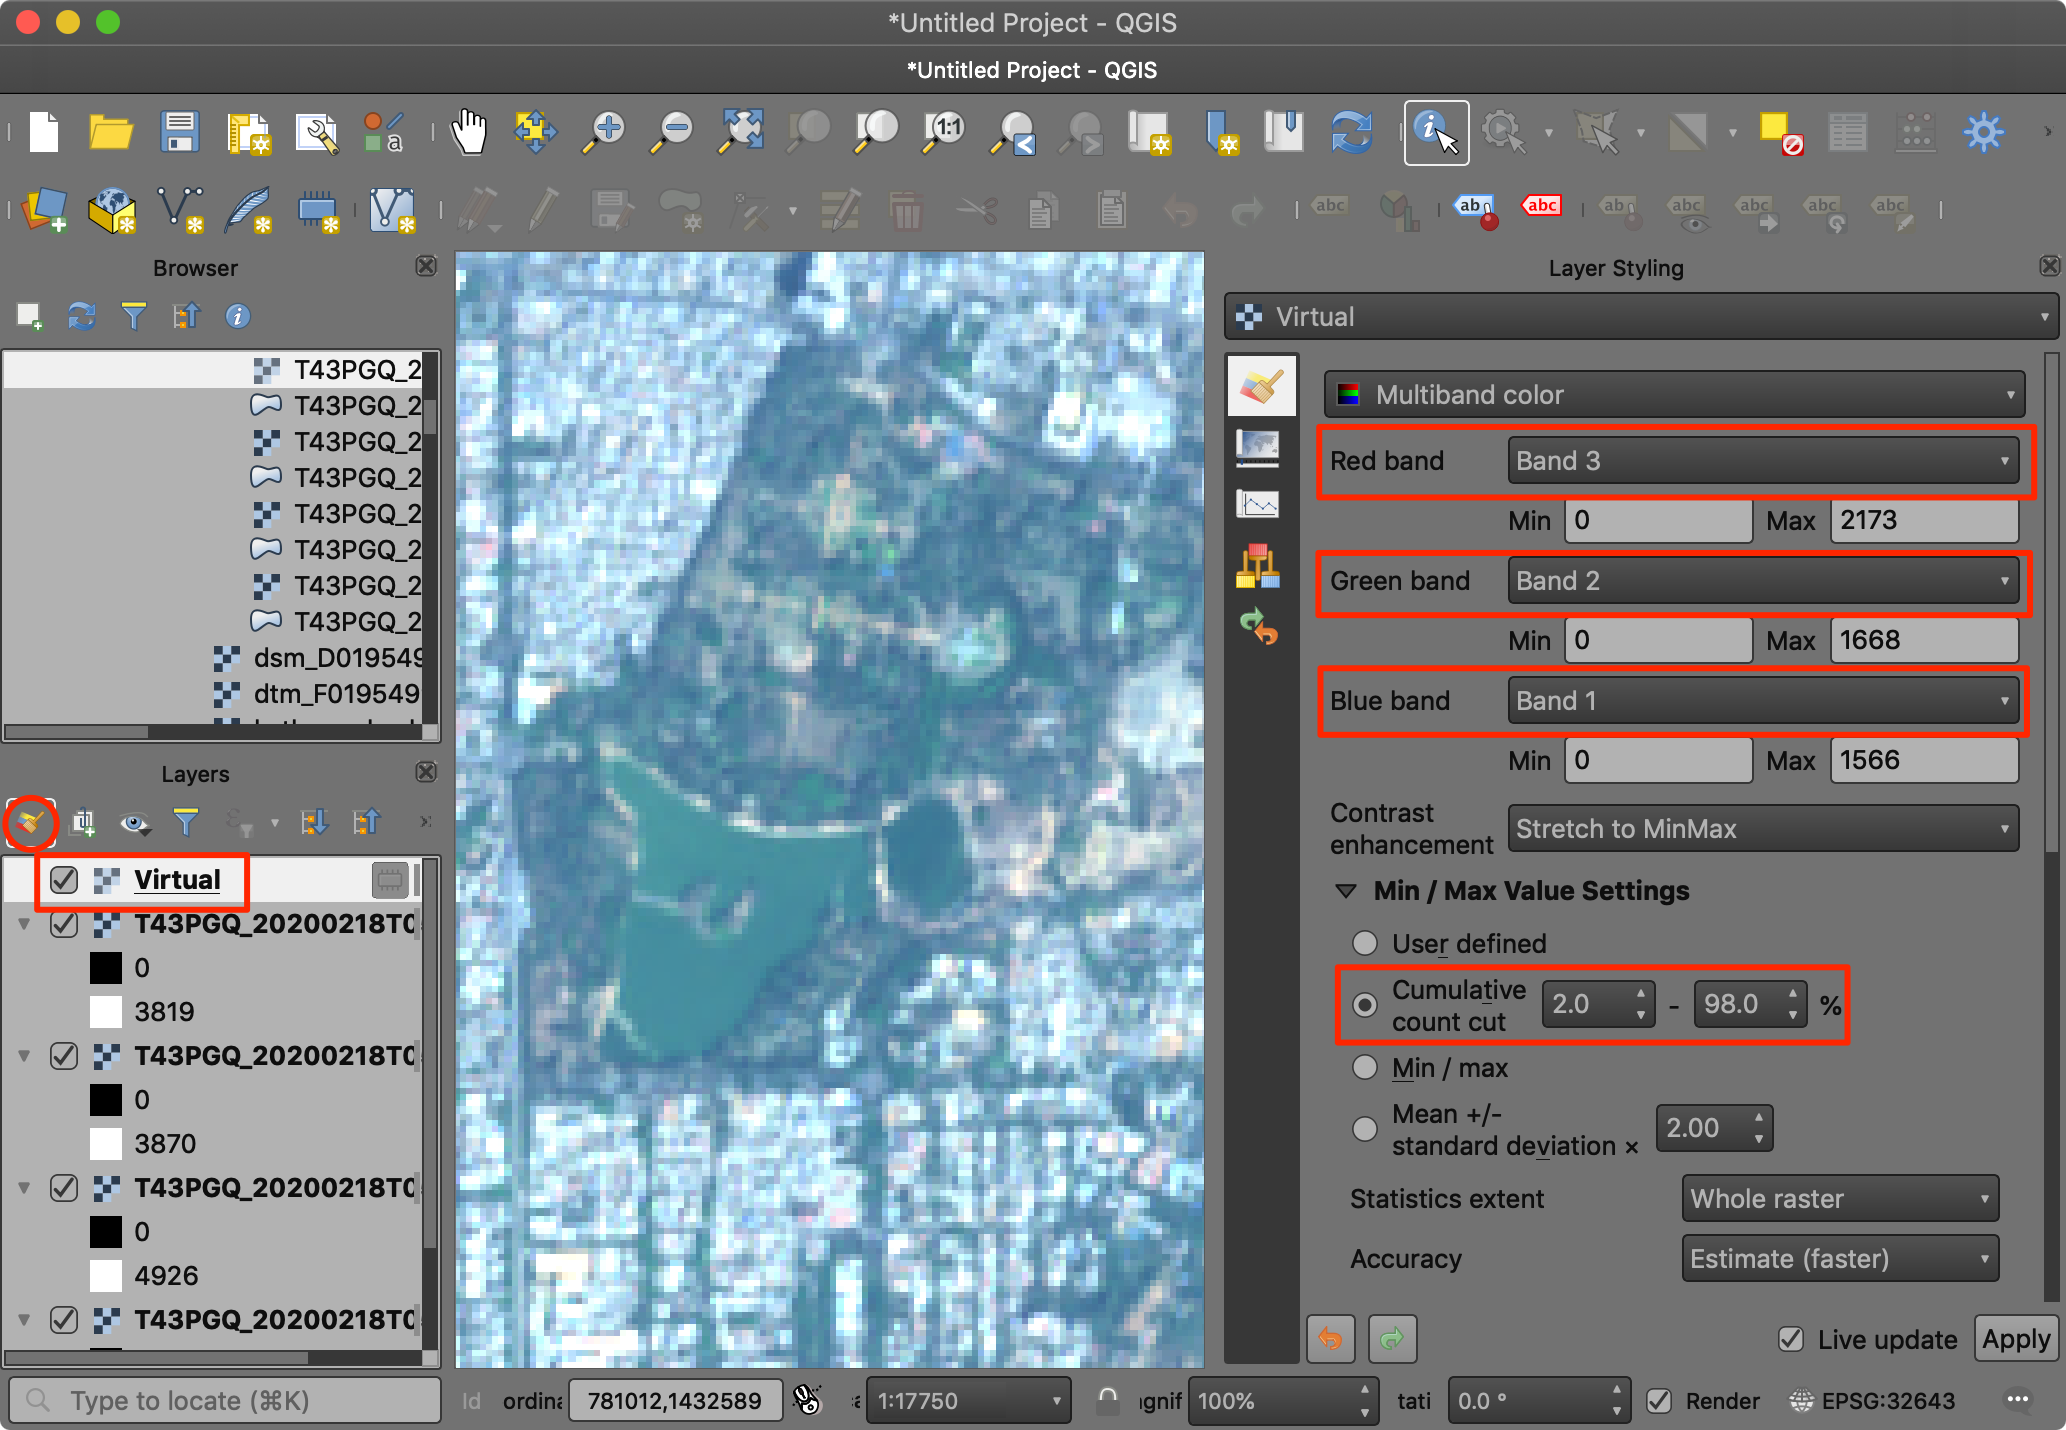 *Untitled Project - QGIS
*Untitled Project - QGIS
1:1
a
abc
ab
abc
abc
abc
abc
abc
abc
Browser
T43PGQ_2
T43PGQ_2
T43PGQ_2
T43PGQ_2
T43PGQ_2
T43PGQ_2
T43PGQ_2
T43PGQ_2
dsm_D019549
dtm_F019549
Layers
Virtual
T43PGQ_20200218T0
0
3819
T43PGQ_20200218T0
0
3870
T43PGQ_20200218T0
0
4926
T43PGQ_20200218T0
Layer Styling
Virtual
Multiband color
Red band Band 3
Min 0 Max 2173
Green band Band 2
Min 0 Max 1668
Blue band Band 1
Min 0 Max 1566
Contrast
enhancement Stretch to MinMax
Min / Max Value Settings
User defined
Cumulative
count cut 2.0 - 98.0 %
Min / max
Mean +/-
standard deviation × 2.00
Statistics extent Whole raster
Accuracy Estimate (faster)
Live update Apply
Type to locate (⌘K) ordina 781012,1432589 1:17750 agnif 100% tati 0.0 ° Render EPSG:32643